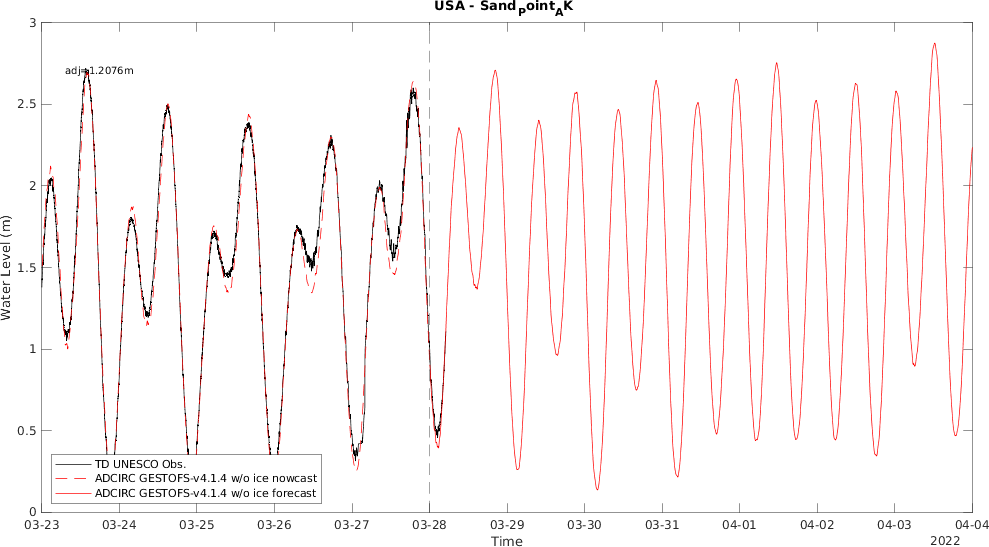 USA - Sand_Point_AK
adj=1.2076m
3
2.5
2
1.5
1
0.5
0
Water Level (m)
TD UNESCO Obs.
ADCIRC GESTOFS-v4.1.4 w/o ice nowcast
ADCIRC GESTOFS-v4.1.4 w/o ice forecast
03-23 03-24 03-25 03-26 03-27 03-28 03-29 03-30 03-31 04-01 04-02 04-03 04-04
Time
2022